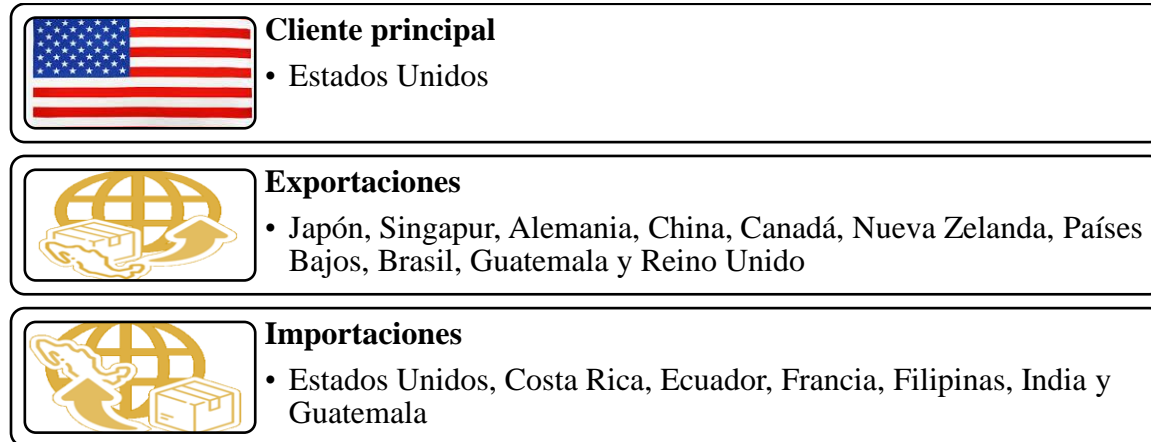 Cliente principal
• Estados Unidos
Exportaciones
• Japón, Singapur, Alemania, China, Canadá, Nueva Zelanda, Países
Bajos, Brasil, Guatemala y Reino Unido
Importaciones
• Estados Unidos, Costa Rica, Ecuador, Francia, Filipinas, India y
Guatemala